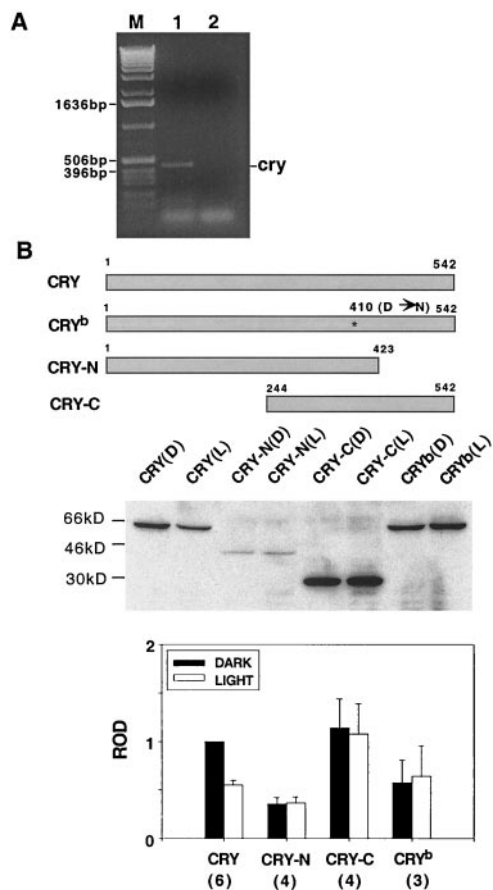 A
M 1 2
1636bp
506bp
396bp
cry
B
1 542
CRY
410 (D → N) 542
1
CRYb
*
1 423
CRY-N
244 542
CRY-C
CRY(D) CRY(L) CRY-N(D) CRY-N(L) CRY-C(D) CRY-C(L) CRYb(D) CRYb(L)
66kD
46kD
30kD
2
DARK
LIGHT
ROD
1
0
CRY CRY-N CRY-C CRYb
(6) (4) (4) (3)